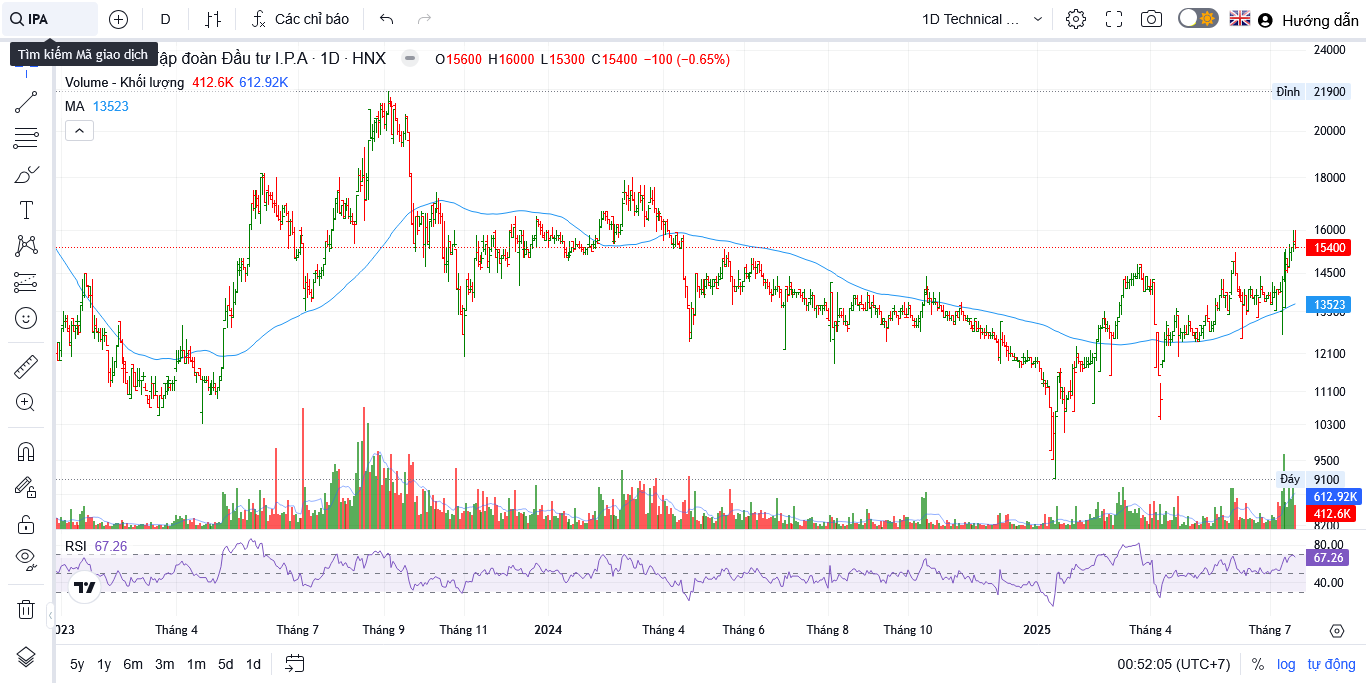 IPA
D
Các chỉ báo
1D Technical ...
Hướng dẫn
Tìm kiếm Mã giao dịch
đoàn Đầu tư I.P.A · 1D · HNX
O15600 H16000 L15300 C15400 −100 (−0.65%)
Volume - Khối lượng 412.6K 612.92K
MA 13523
24000
Đỉnh 21900
20000
18000
16000
15400
14500
13523
12100
11100
10300
9500
Đáy 9100
612.92K
412.6K
8200
RSI 67.26
80.00
67.26
40.00
023 Tháng 4 Tháng 7 Tháng 9 Tháng 11 2024 Tháng 4 Tháng 6 Tháng 8 Tháng 10 2025 Tháng 4 Tháng 7
5y 1y 6m 3m 1m 5d 1d
00:52:05 (UTC+7)
% log tự động